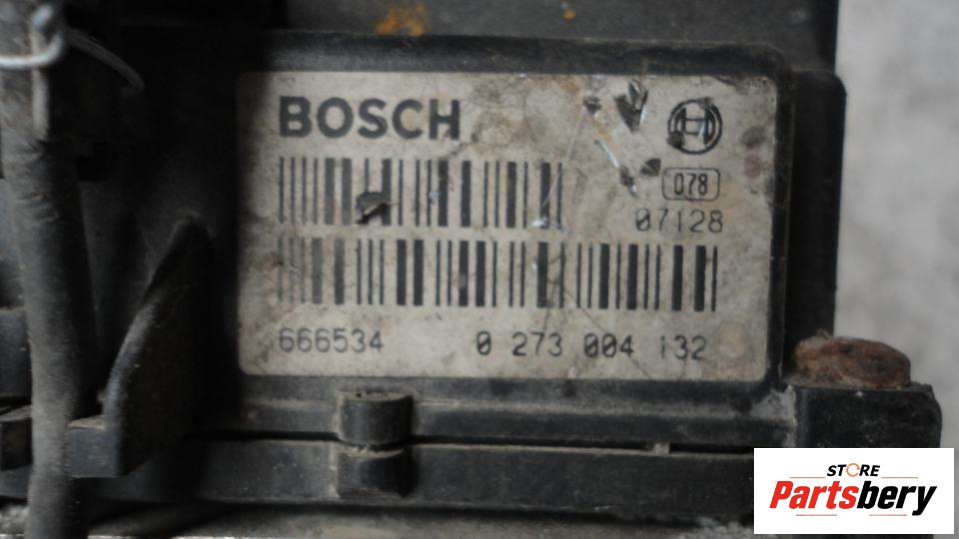 BOSCH
078
07128
666534 0 273 004 132
STORE
Partsbery